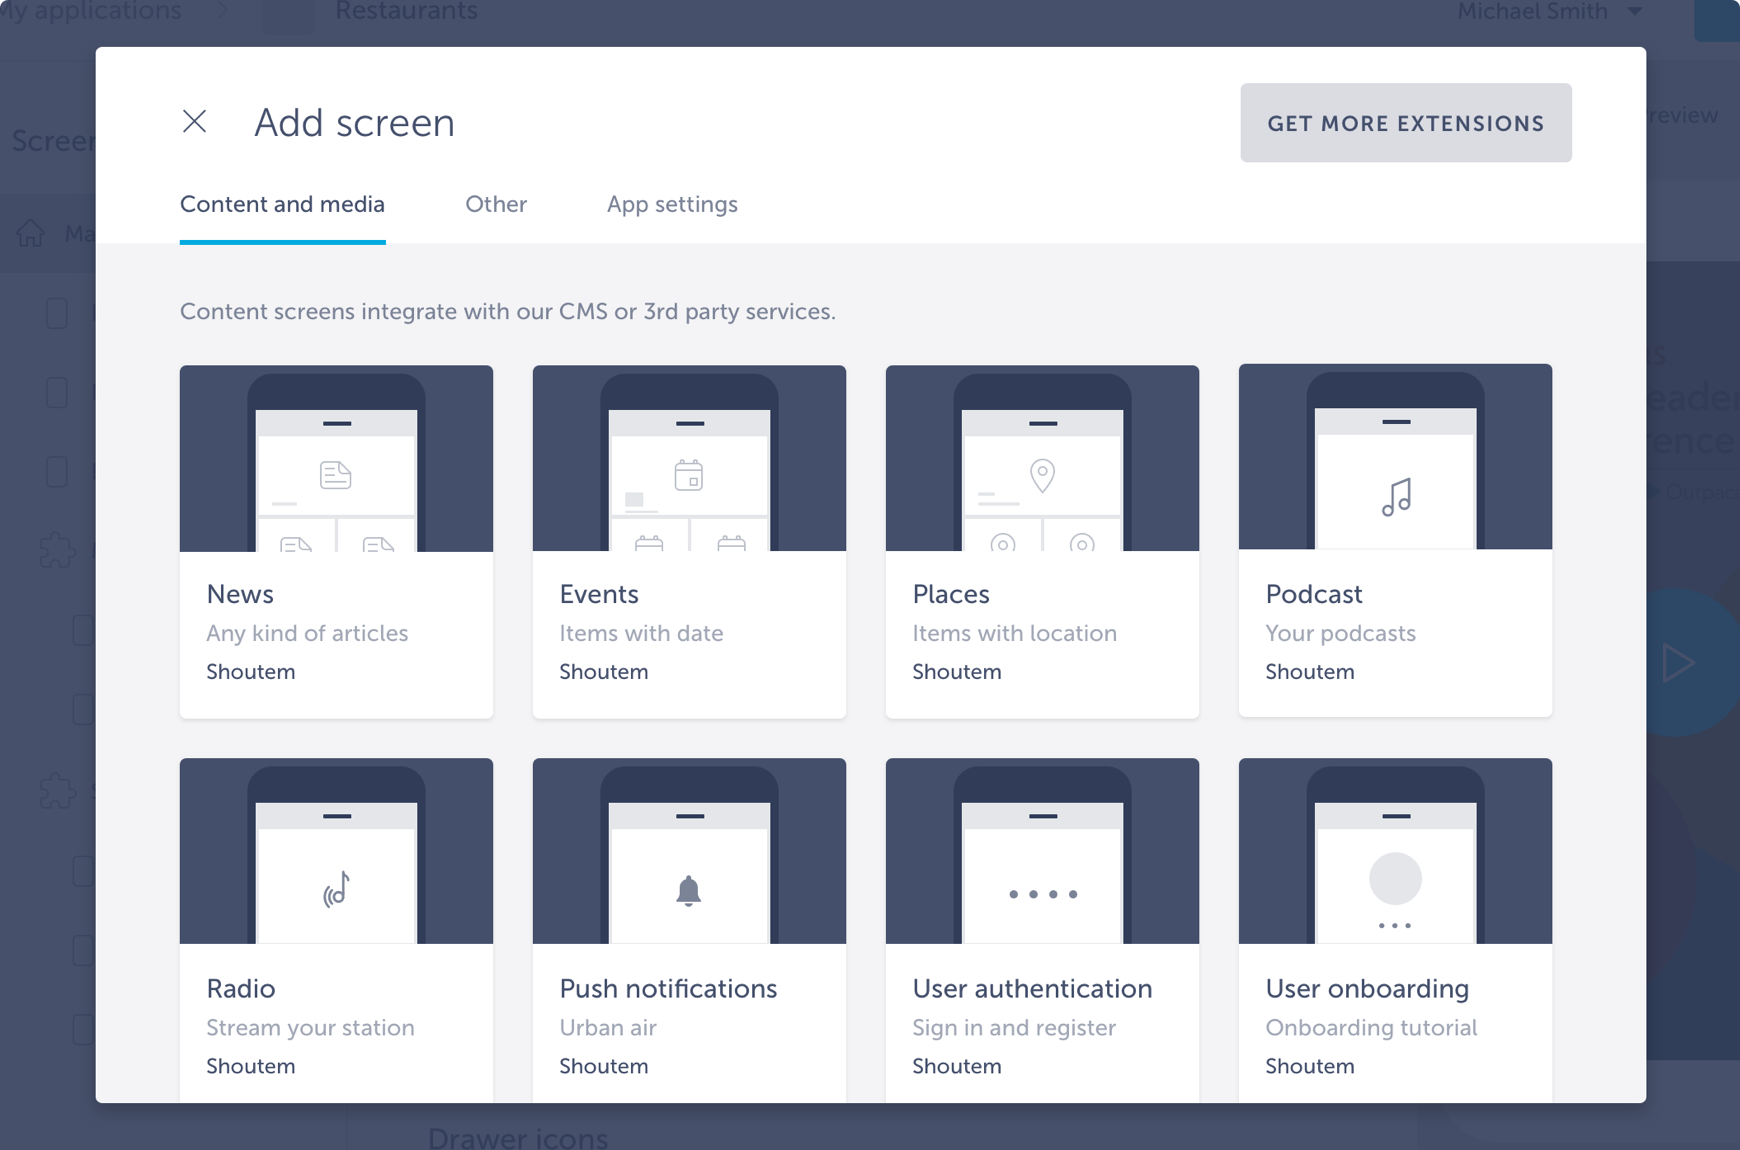 My applications
Restaurants
Michael Smith
Add screen
GET MORE EXTENSIONS
Content and media
Other
App settings
Content screens integrate with our CMS or 3rd party services.
News
Any kind of articles
Shoutem
Events
Items with date
Shoutem
Places
Items with location
Shoutem
Podcast
Your podcasts
Shoutem
Radio
Stream your station
Shoutem
Push notifications
Urban air
Shoutem
User authentication
Sign in and register
Shoutem
User onboarding
Onboarding tutorial
Shoutem
Drawer icons